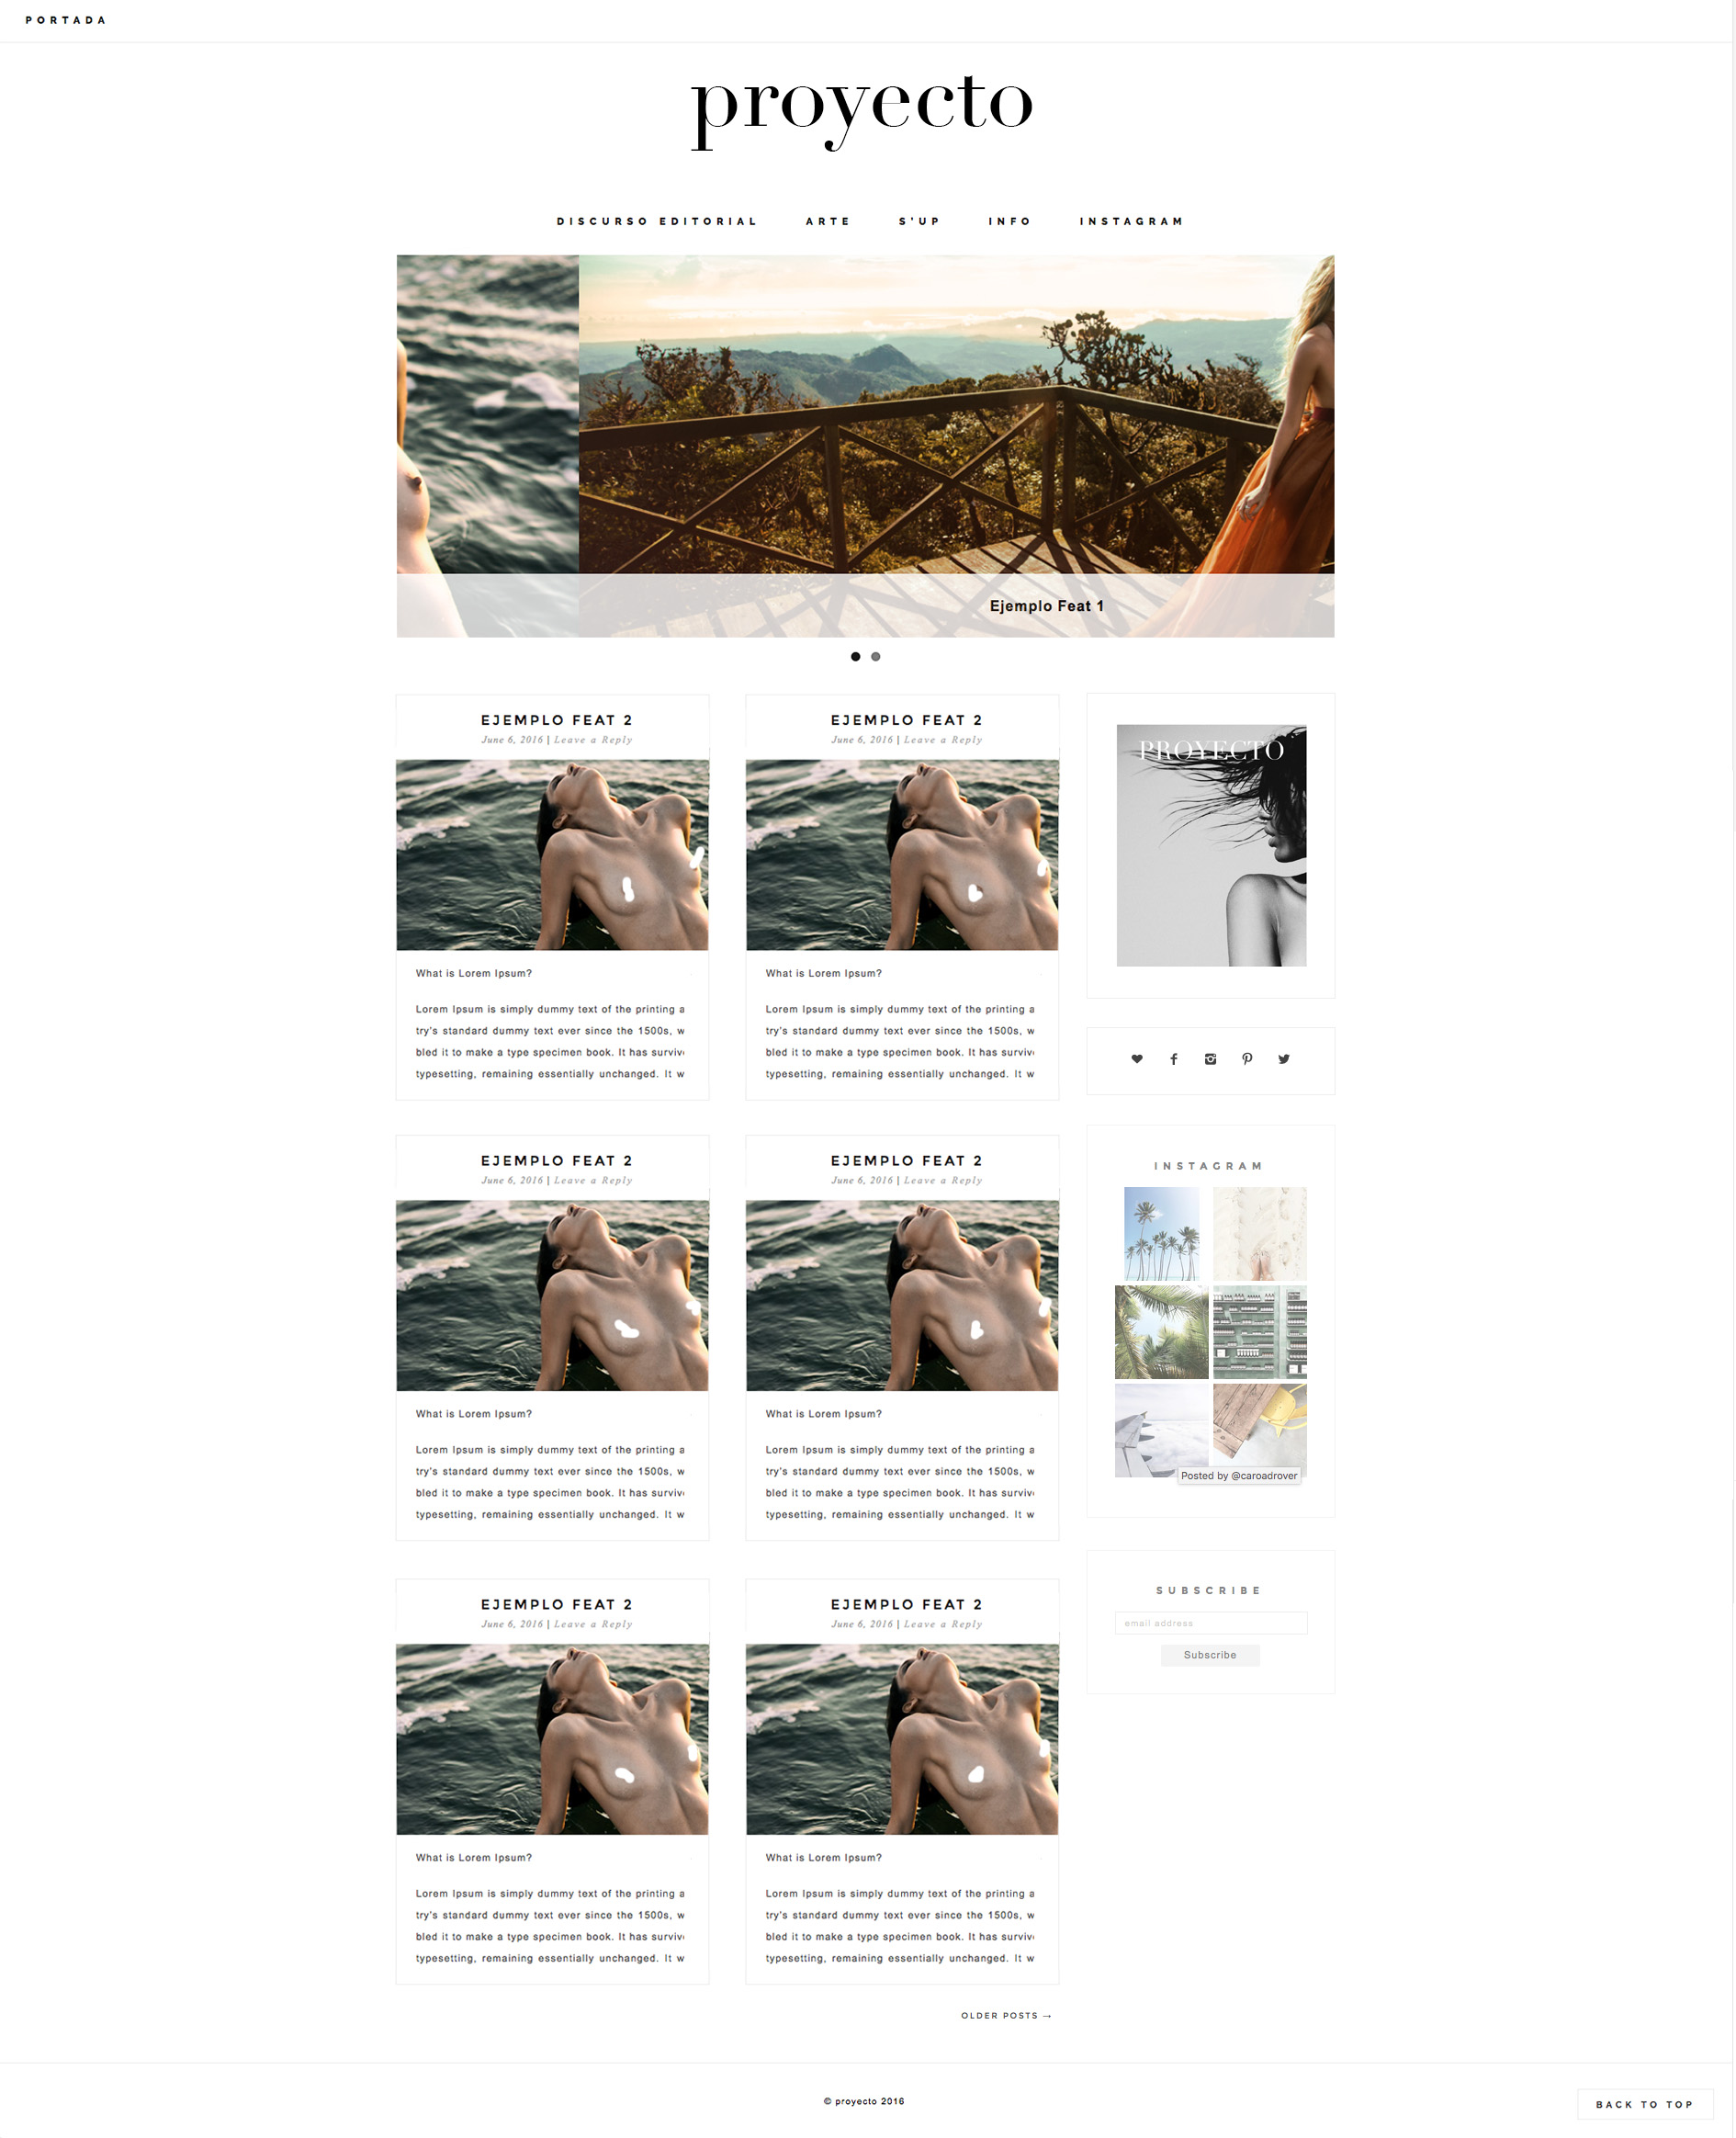 PORTADA
proyecto
DISCURSO EDITORIAL ARTE S'UP INFO INSTAGRAM
Ejemplo Feat 1
EJEMPLO FEAT 2
June 6, 2016 | Leave a Reply
What is Lorem Ipsum?
Lorem Ipsum is simply dummy text of the printing a
try's standard dummy text ever since the 1500s, w
bled it to make a type specimen book. It has surviv
typesetting, remaining essentially unchanged. It w
EJEMPLO FEAT 2
June 6, 2016 | Leave a Reply
What is Lorem Ipsum?
Lorem Ipsum is simply dummy text of the printing a
try's standard dummy text ever since the 1500s, w
bled it to make a type specimen book. It has surviv
typesetting, remaining essentially unchanged. It w
PROYECTO
EJEMPLO FEAT 2
June 6, 2016 | Leave a Reply
What is Lorem Ipsum?
Lorem Ipsum is simply dummy text of the printing a
try's standard dummy text ever since the 1500s, w
bled it to make a type specimen book. It has surviv
typesetting, remaining essentially unchanged. It w
EJEMPLO FEAT 2
June 6, 2016 | Leave a Reply
What is Lorem Ipsum?
Lorem Ipsum is simply dummy text of the printing a
try's standard dummy text ever since the 1500s, w
bled it to make a type specimen book. It has surviv
typesetting, remaining essentially unchanged. It w
INSTAGRAM
Posted by @caroadrover
EJEMPLO FEAT 2
June 6, 2016 | Leave a Reply
What is Lorem Ipsum?
Lorem Ipsum is simply dummy text of the printing a
try's standard dummy text ever since the 1500s, w
bled it to make a type specimen book. It has surviv
typesetting, remaining essentially unchanged. It w
EJEMPLO FEAT 2
June 6, 2016 | Leave a Reply
What is Lorem Ipsum?
Lorem Ipsum is simply dummy text of the printing a
try's standard dummy text ever since the 1500s, w
bled it to make a type specimen book. It has surviv
typesetting, remaining essentially unchanged. It w
SUBSCRIBE
email address
Subscribe
OLDER POSTS →
© proyecto 2016
BACK TO TOP